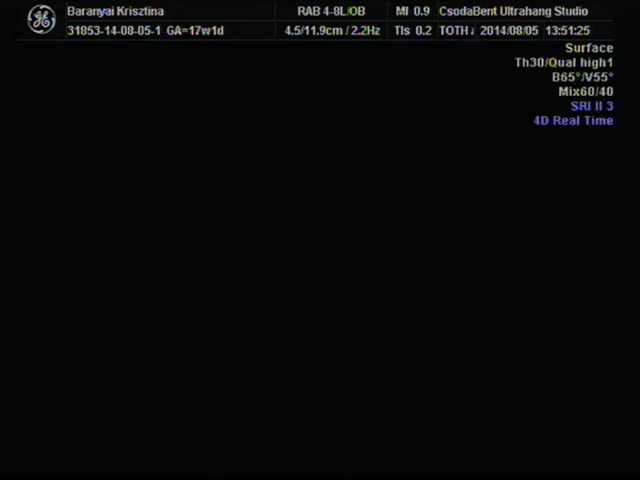 Baranyai Krisztina RAB 4-8L/OB MI 0.9 CsodaBent Ultrahang Studio
31853-14-08-05-1 GA=17w1d 4.5/11.9cm / 2.2Hz TIs 0.2 TOTH 2014/08/05 13:51:25
Surface
Th30/Qual high1
B65°/V55°
Mix60/40
SRI II 3
4D Real Time